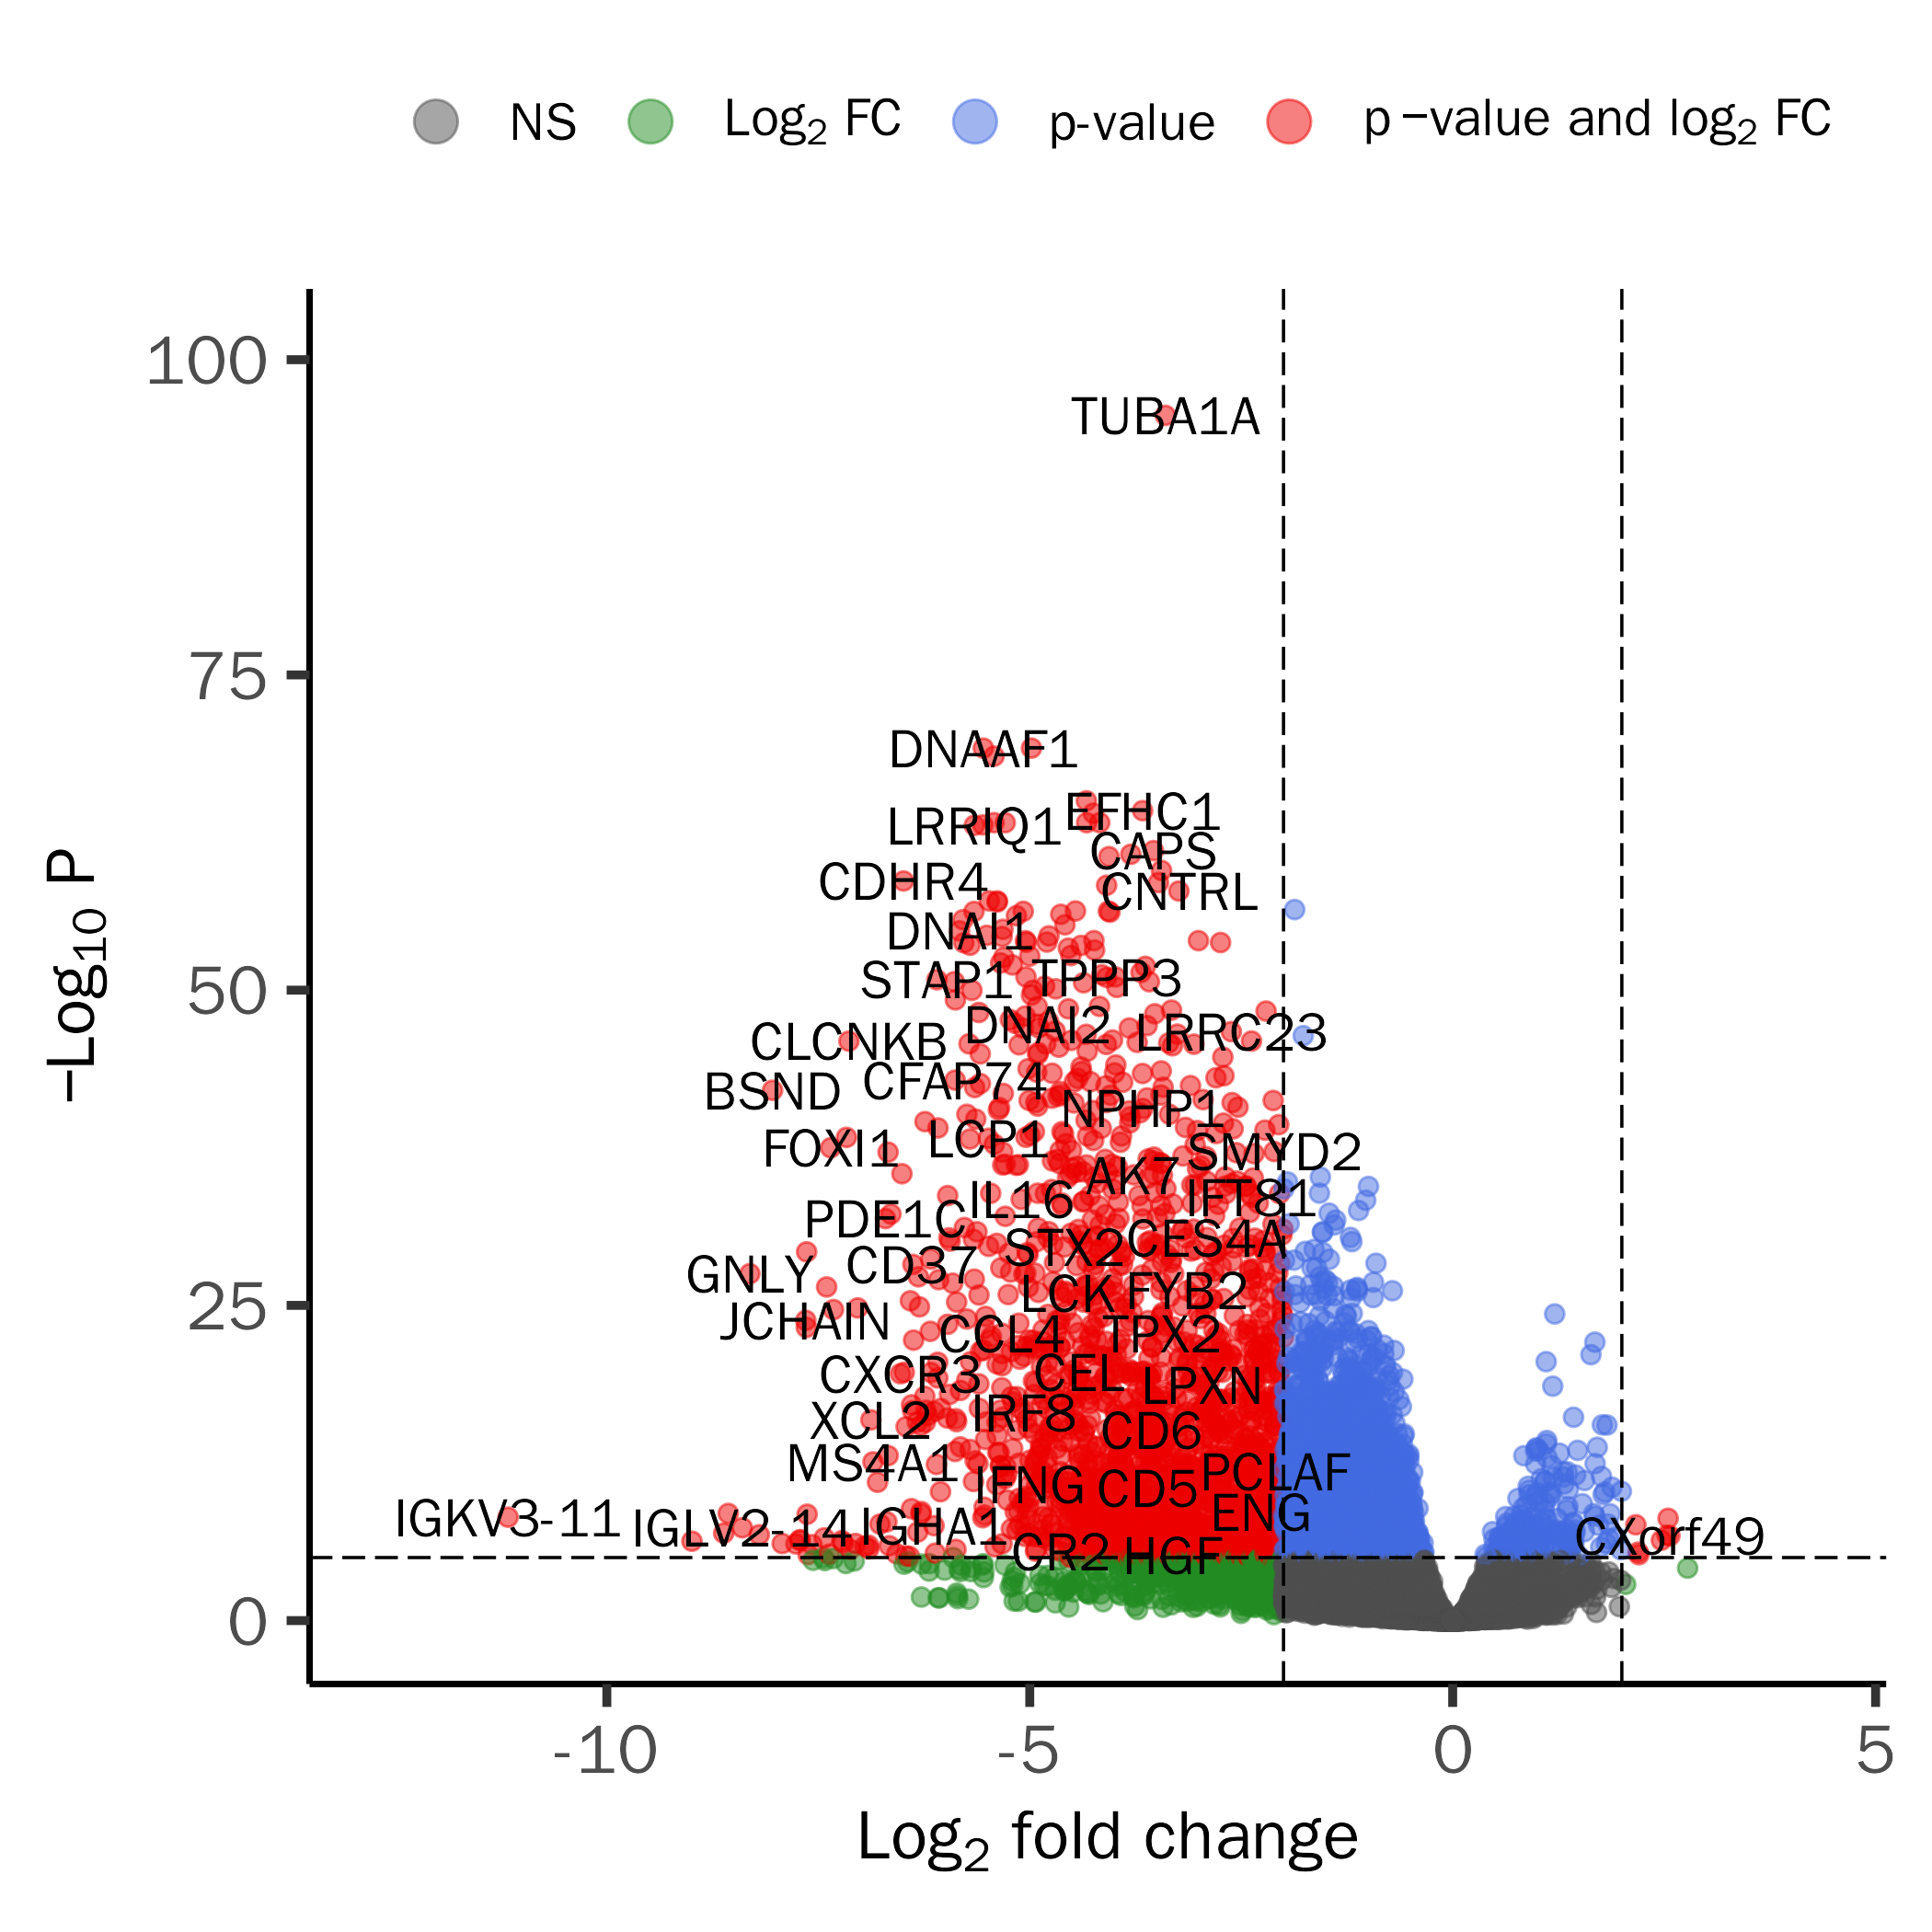 NS Log2 FC p-value p −value and log2 FC
100
TUBA1A
75
DNAAF1
EFHC1
LRRIQ1
CAPS
CDHR4
CNTRL
DNAI1
STAP1 TPPP3
50
DNAI2
LRRC23
CLCNKB
CFAP74
BSND
NPHP1
LCP1
FOXI1
SMYD2
AK7
IL16 IFT81
PDE1C
CES4A
STX2
CD37
GNLY
LCK FYB2
25
JCHAIN
CCL4 TPX2
CXCR3 CEL
LPXN
IRF8
XCL2
CD6
MS4A1
PCLAF
IFNG CD5
ENG
IGKV3-11
IGLV2-14 IGHA1
CXorf49
CR2 HGF
0
−Log10 P
-10 -5 0 5
Log2 fold change